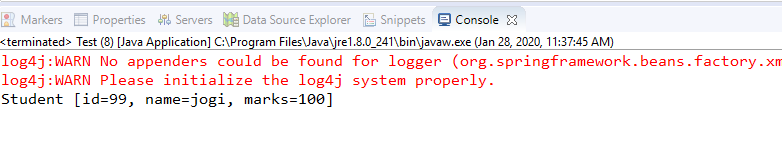 Markers Properties Servers Data Source Explorer Snippets Console
<terminated> Test (8) [Java Application] C:\Program Files\Java\jre1.8.0_241\bin\javaw.exe (Jan 28, 2020, 11:37:45 AM)
log4j:WARN No appenders could be found for logger (org.springframework.beans.factory.xm
log4j:WARN Please initialize the log4j system properly.
Student [id=99, name=jogi, marks=100]